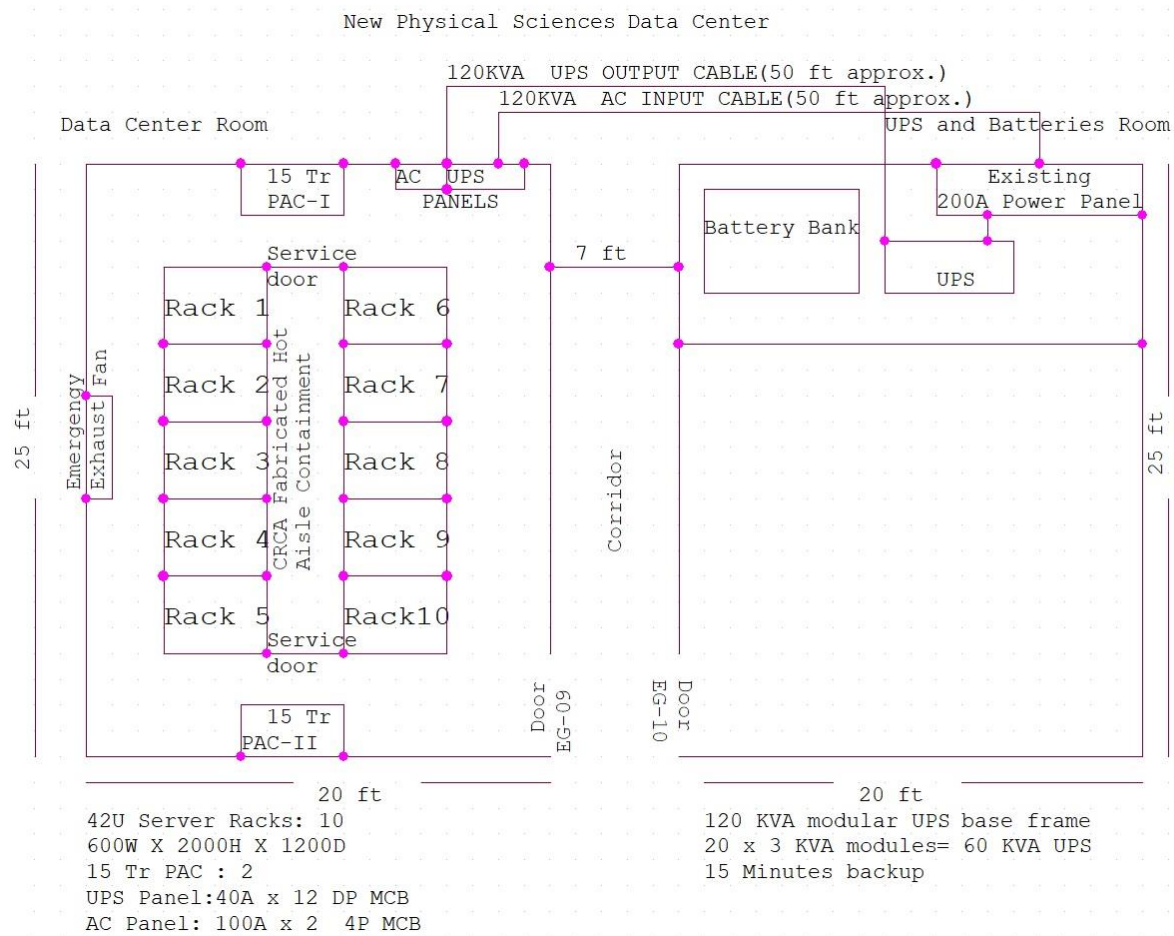 New Physical Sciences Data Center
120KVA  UPS OUTPUT CABLE(50 ft approx.)
120KVA  AC INPUT CABLE(50 ft approx.)
Data Center Room
UPS and Batteries Room
15 Tr
PAC-I
AC  UPS
PANELS
Existing
200A Power Panel
Battery Bank
UPS
7 ft
Service
door
Rack 1
Rack 2
Rack 3
Rack 4
Rack 5
CRCA Fabricated Hot
Aisle Containment
Rack 6
Rack 7
Rack 8
Rack 9
Rack10
Service
door
Emergengy
Exhaust Fan
25 ft
Corridor
25 ft
15 Tr
PAC-II
Door
EG-09
Door
EG-10
20 ft
20 ft
42U Server Racks: 10
600W X 2000H X 1200D
15 Tr PAC : 2
UPS Panel:40A x 12 DP MCB
AC Panel: 100A x 2  4P MCB
120 KVA modular UPS base frame
20 x 3 KVA modules= 60 KVA UPS
15 Minutes backup